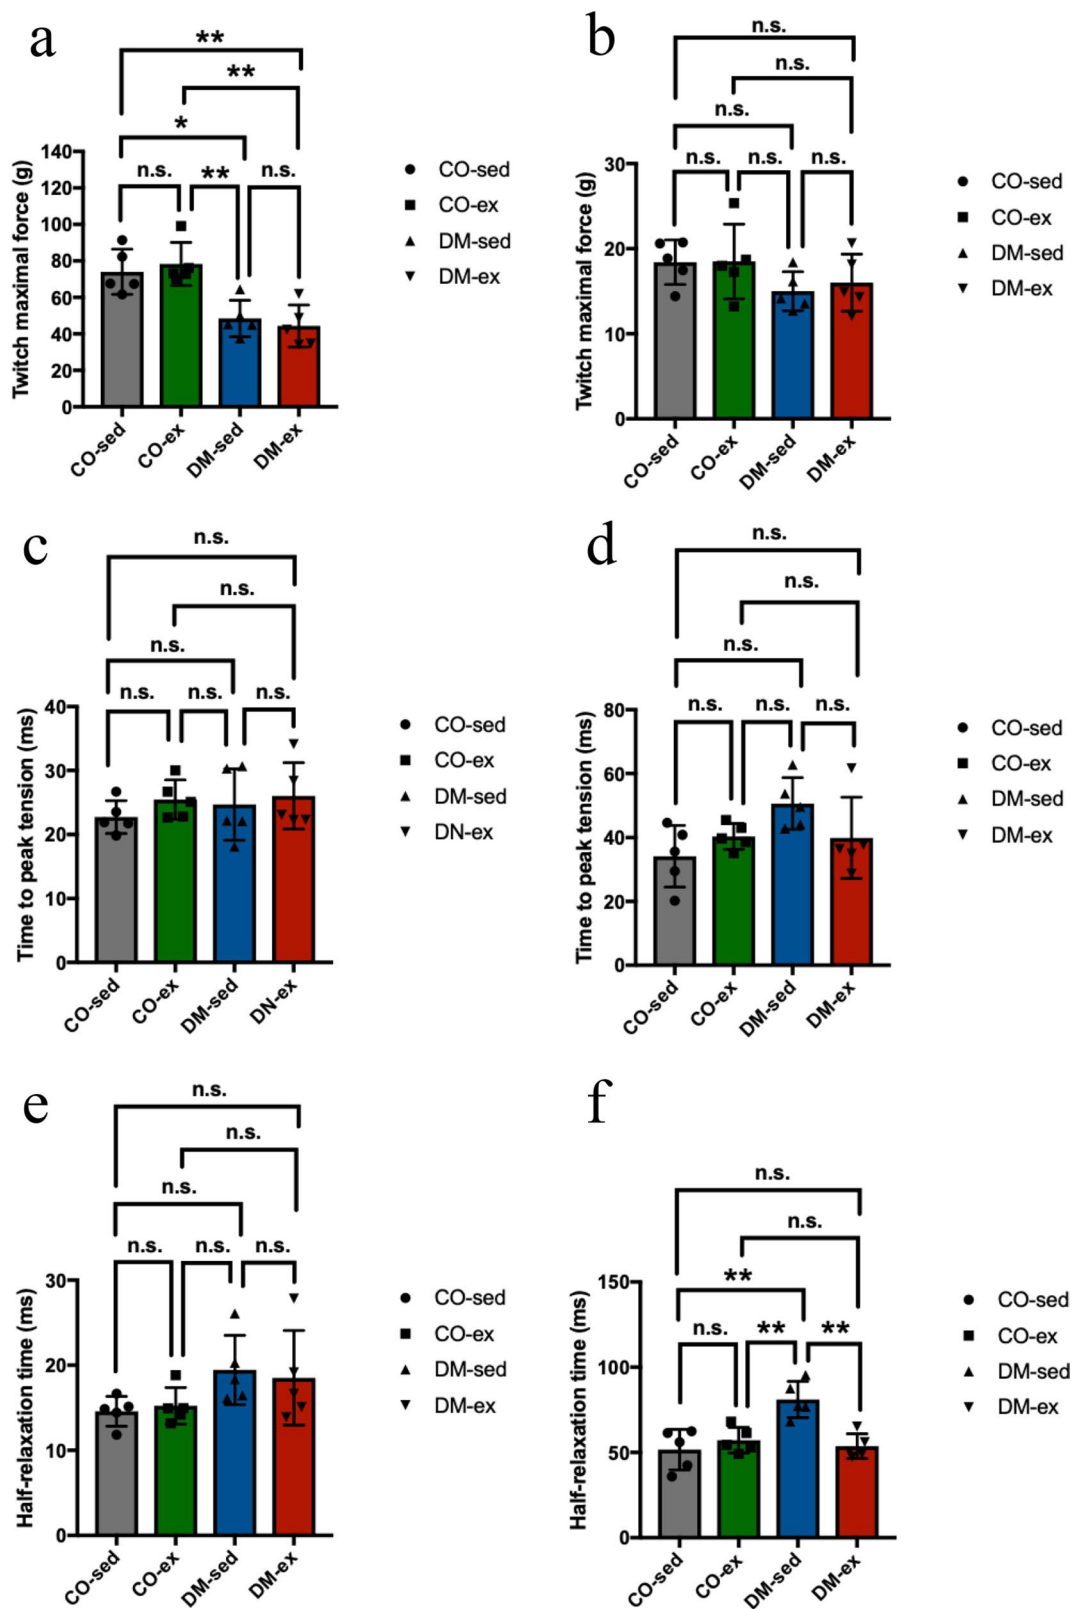 a
**
**
*
n.s.
**
n.s.
Twitch maximal force (g)
140
120
100
80
60
40
20
0
CO-sed
CO-ex
DM-sed
DM-ex
CO-sed
CO-ex
DM-sed
DM-ex
b
n.s.
n.s.
n.s.
n.s.
n.s.
n.s.
Twitch maximal force (g)
30
20
10
0
CO-sed
CO-ex
DM-sed
DM-ex
CO-sed
CO-ex
DM-sed
DM-ex
c
n.s.
n.s.
n.s.
n.s.
n.s.
n.s.
Time to peak tension (ms)
40
30
20
10
0
CO-sed
CO-ex
DM-sed
DN-ex
CO-sed
CO-ex
DM-sed
DN-ex
d
n.s.
n.s.
n.s.
n.s.
n.s.
n.s.
Time to peak tension (ms)
80
60
40
20
0
CO-sed
CO-ex
DM-sed
DM-ex
CO-sed
CO-ex
DM-sed
DM-ex
e
n.s.
n.s.
n.s.
n.s.
n.s.
n.s.
Half-relaxation time (ms)
30
20
10
0
CO-sed
CO-ex
DM-sed
DM-ex
CO-sed
CO-ex
DM-sed
DM-ex
f
n.s.
n.s.
**
n.s.
**
**
Half-relaxation time (ms)
150
100
50
0
CO-sed
CO-ex
DM-sed
DM-ex
CO-sed
CO-ex
DM-sed
DM-ex